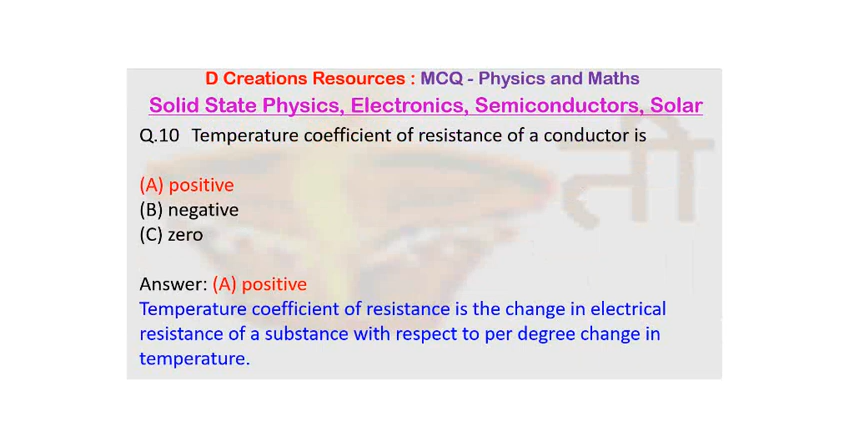 D Creations Resources : MCQ - Physics and Maths
Solid State Physics, Electronics, Semiconductors, Solar
Q.10 Temperature coefficient of resistance of a conductor is
(A) positive
(B) negative
(C) zero
Answer: (A) positive
Temperature coefficient of resistance is the change in electrical
resistance of a substance with respect to per degree change in
temperature.
ती